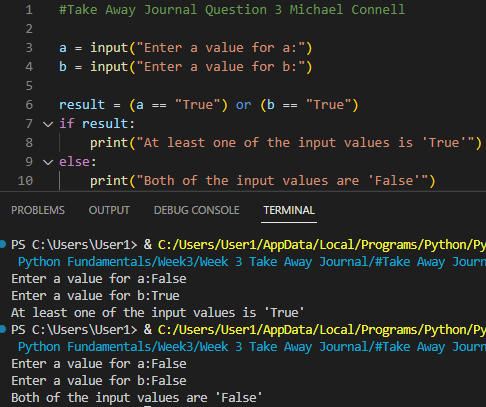 1 #Take Away Journal Question 3 Michael Connell
2
3 a = input("Enter a value for a:")
4 b = input("Enter a value for b:")
5
6 result = (a == "True") or (b == "True")
7 if result:
8 print("At least one of the input values is 'True'")
9 else:
10 print("Both of the input values are 'False'")
PROBLEMS OUTPUT DEBUG CONSOLE TERMINAL
PS C:\Users\User1> & C:/Users/User1/AppData/Local/Programs/Python/Py
Python Fundamentals/Week3/Week 3 Take Away Journal/#Take Away Journ
Enter a value for a:False
Enter a value for b:True
At least one of the input values is 'True'
PS C:\Users\User1> & C:/Users/User1/AppData/Local/Programs/Python/Py
Python Fundamentals/Week3/Week 3 Take Away Journal/#Take Away Journ
Enter a value for a:False
Enter a value for b:False
Both of the input values are 'False'